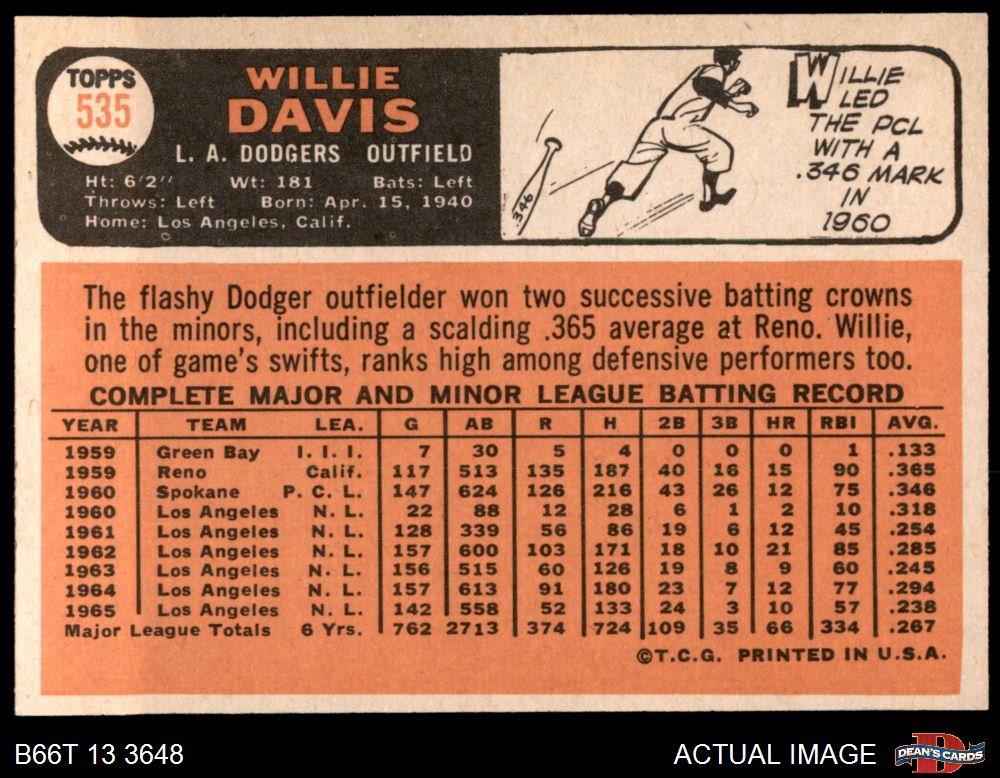 TOPPS
535
WILLIE
DAVIS
L. A. DODGERS OUTFIELD
Ht: 6'2" Wt: 181 Bats: Left
Throws: Left Born: Apr. 15, 1940
Home: Los Angeles, Calif.
.346
WILLIE
LED
THE PCL
WITH A
.346 MARK
IN
1960
The flashy Dodger outfielder won two successive batting crowns
in the minors, including a scalding .365 average at Reno. Willie,
one of game's swifts, ranks high among defensive performers too.
COMPLETE MAJOR AND MINOR LEAGUE BATTING RECORD
YEAR TEAM LEA. G AB R H 2B 3B HR RBI AVG.
1959 Green Bay I. I. I. 7 30 5 4 0 0 0 1 .133
1959 Reno Calif. 117 513 135 187 40 16 15 90 .365
1960 Spokane P. C. L. 147 624 126 216 43 26 12 75 .346
1960 Los Angeles N. L. 22 88 12 28 6 1 2 10 .318
1961 Los Angeles N. L. 128 339 56 86 19 6 12 45 .254
1962 Los Angeles N. L. 157 600 103 171 18 10 21 85 .285
1963 Los Angeles N. L. 156 515 60 126 19 8 9 60 .245
1964 Los Angeles N. L. 157 613 91 180 23 7 12 77 .294
1965 Los Angeles N. L. 142 558 52 133 24 3 10 57 .238
Major League Totals 6 Yrs. 762 2713 374 724 109 35 66 334 .267
©T.C.G. PRINTED IN U.S.A.
B66T 13 3648 ACTUAL IMAGE
D
DEAN'S CARDS